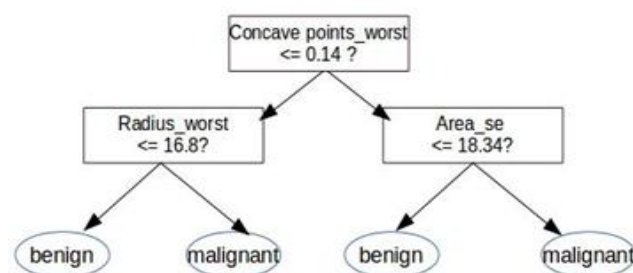 Concave points_worst
<= 0.14 ?
Radius_worst
<= 16.8?
Area_se
<= 18.34?
benign
malignant
benign
malignant